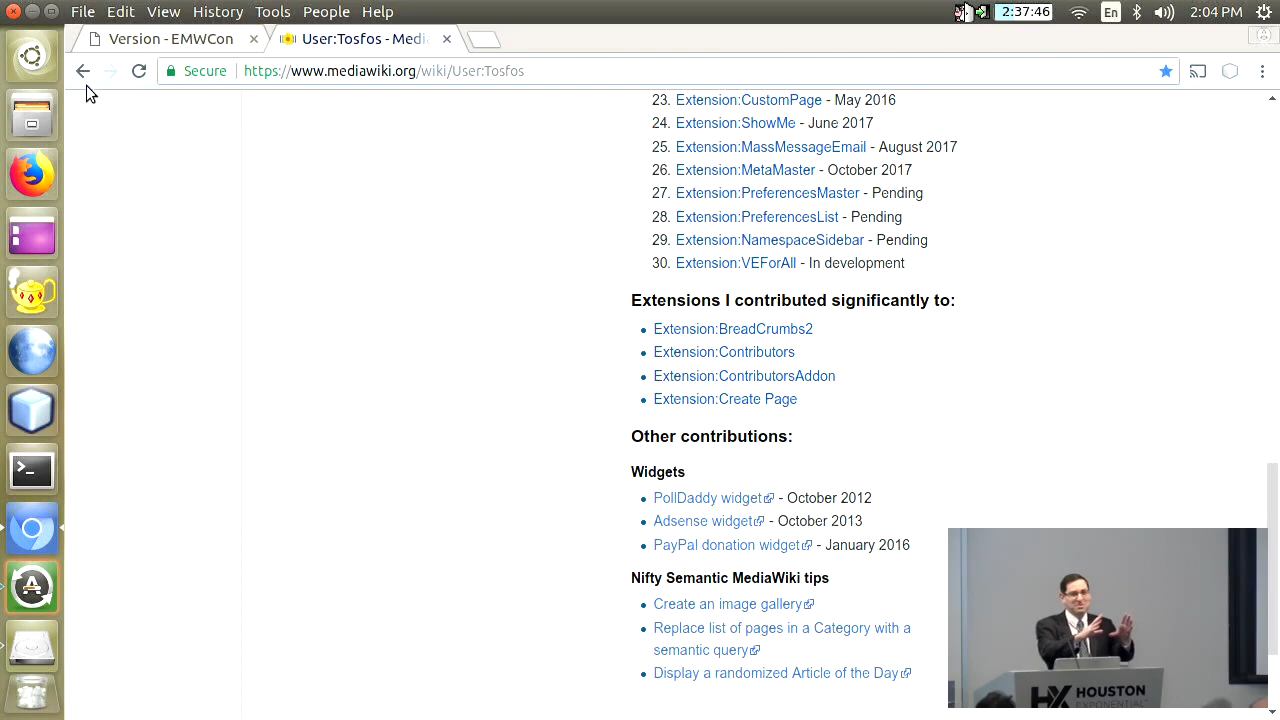 File Edit View History Tools People Help
2:37:46 En 2:04 PM
Version - EMWCon
User:Tosfos - Medi
Secure https://www.mediawiki.org/wiki/User:Tosfos
23. Extension:CustomPage - May 2016
24. Extension:ShowMe - June 2017
25. Extension:MassMessageEmail - August 2017
26. Extension:MetaMaster - October 2017
27. Extension:PreferencesMaster - Pending
28. Extension:PreferencesList - Pending
29. Extension:NamespaceSidebar - Pending
30. Extension:VEForAll - In development
Extensions I contributed significantly to:
• Extension:BreadCrumbs2
• Extension:Contributors
• Extension:ContributorsAddon
• Extension:Create Page
Other contributions:
Widgets
• PollDaddy widget - October 2012
• Adsense widget - October 2013
• PayPal donation widget - January 2016
Nifty Semantic MediaWiki tips
• Create an image gallery
• Replace list of pages in a Category with a
semantic query
• Display a randomized Article of the Day
HX HOUSTON
EXPONENTIAL